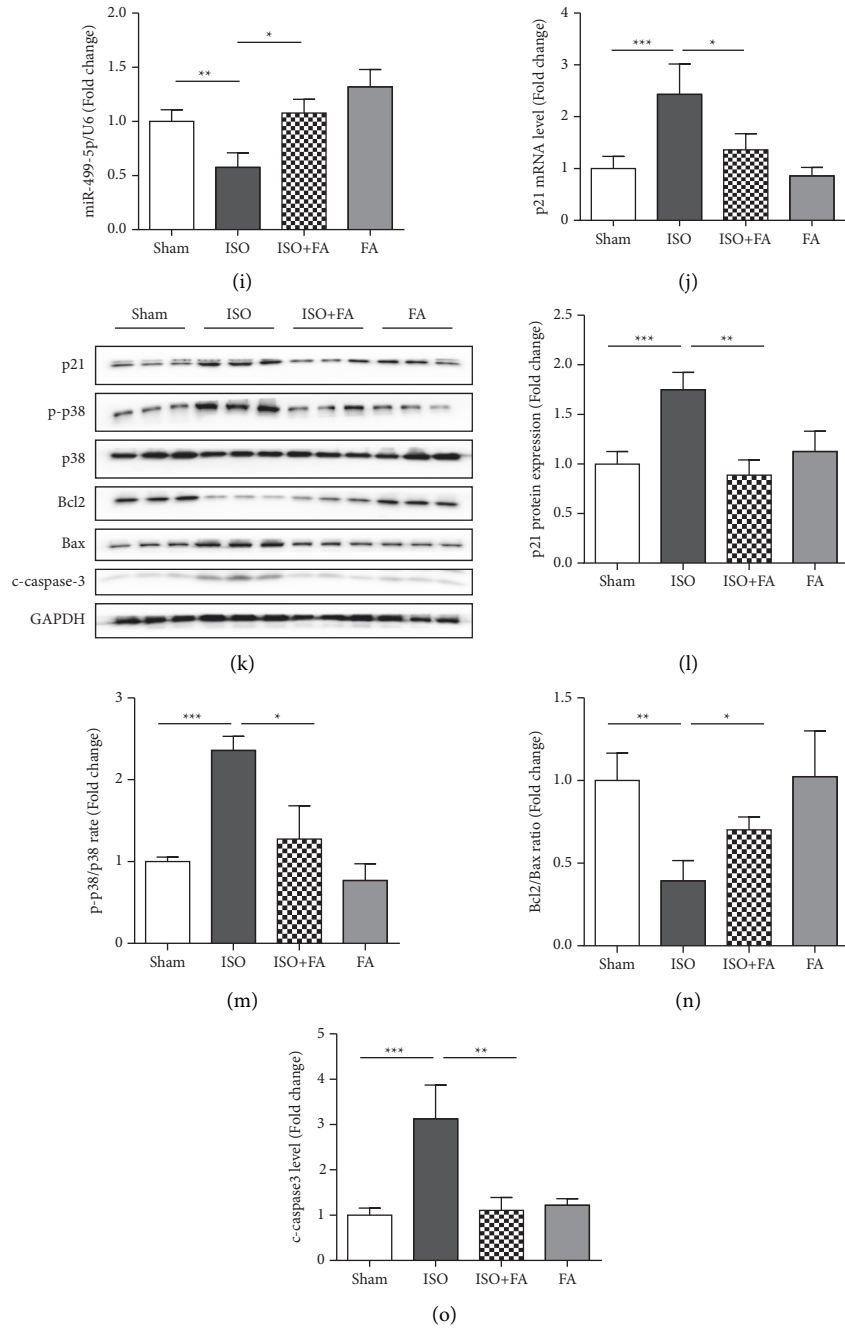 miR-499-5p/U6 (Fold change)
1.5
1.0
0.5
0.0
**
*
Sham ISO ISO+FA FA
(i)
p21 mRNA level (Fold change)
4
3
2
1
0
***
*
Sham ISO ISO+FA FA
(j)
Sham ISO ISO+FA FA
p21
p-p38
p38
Bcl2
Bax
c-caspase-3
GAPDH
(k)
p21 protein expression (Fold change)
2.5
2.0
1.5
1.0
0.5
0.0
***
**
Sham ISO ISO+FA FA
(l)
p-p38/p38 rate (Fold change)
3
2
1
0
***
*
Sham ISO ISO+FA FA
(m)
Bcl2/Bax ratio (Fold change)
1.5
1.0
0.5
0.0
**
*
Sham ISO ISO+FA FA
(n)
c-caspase3 level (Fold change)
5
4
3
2
1
0
***
**
Sham ISO ISO+FA FA
(o)